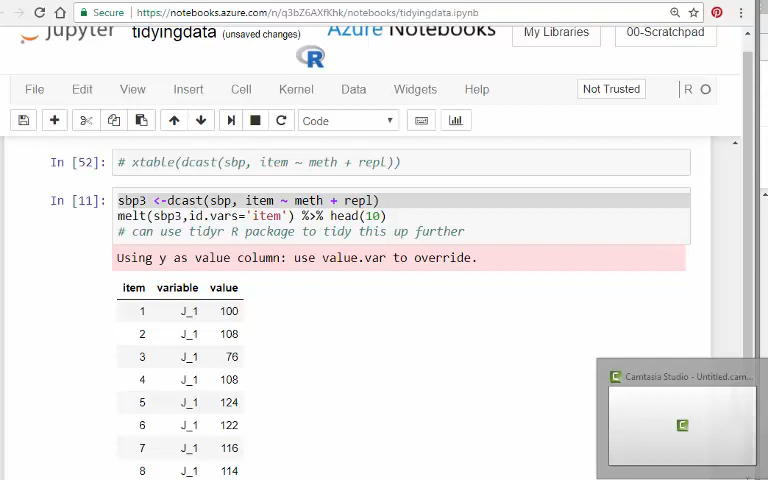 Secure https://notebooks.azure.com/n/q3bZ6AXfKhk/notebooks/tidyingdata.ipynb
jupyter tidyingdata (unsaved changes) Azure Notebooks My Libraries 00-Scratchpad
R
File Edit View Insert Cell Kernel Data Widgets Help Not Trusted R
Code
In [52]: # xtable(dcast(sbp, item ~ meth + repl))
In [11]: sbp3 <-dcast(sbp, item ~ meth + repl)
melt(sbp3,id.vars='item') %>% head(10)
# can use tidyr R package to tidy this up further
Using y as value column: use value.var to override.
item variable value
1 J_1 100
2 J_1 108
3 J_1 76
4 J_1 108
Camtasia Studio - Untitled.cam...
5 J_1 124
6 J_1 122
7 J_1 116
8 J_1 114